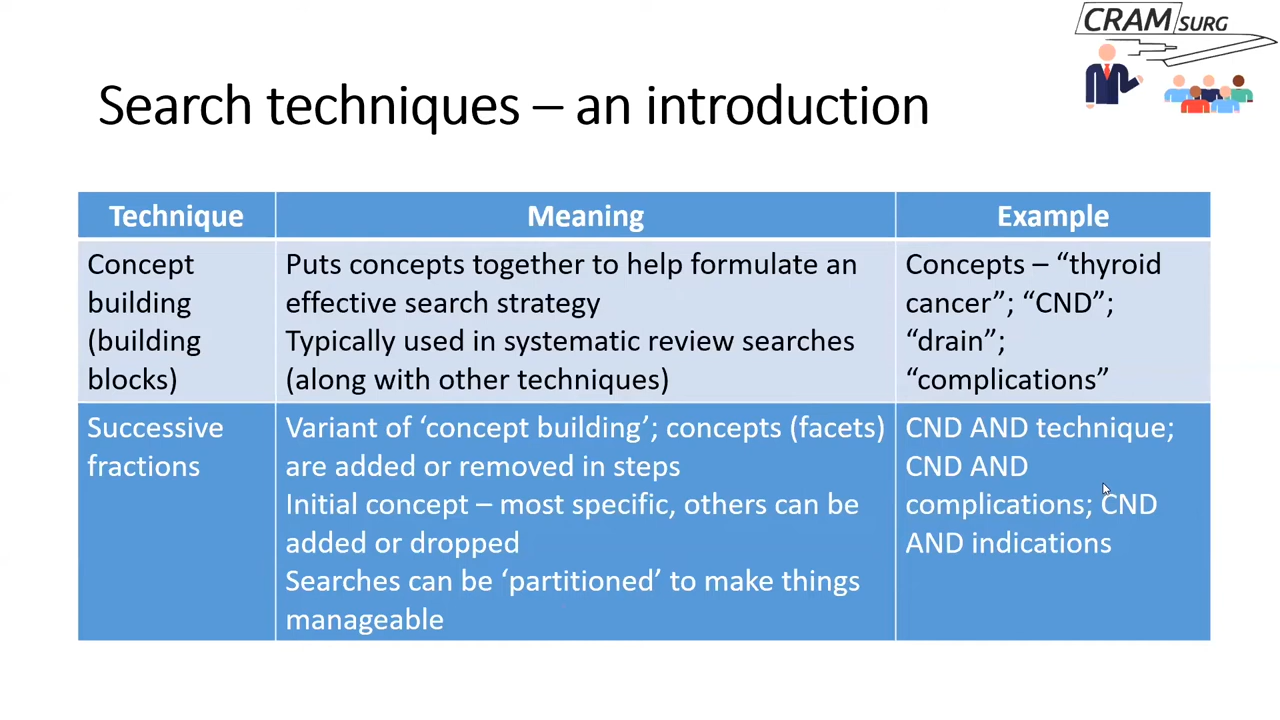 CRAM SURG
Search techniques – an introduction
Technique
Meaning
Example
Concept
building
(building
blocks)
Puts concepts together to help formulate an
effective search strategy
Typically used in systematic review searches
(along with other techniques)
Concepts – “thyroid
cancer”; “CND”;
“drain”;
“complications”
Successive
fractions
Variant of ‘concept building’; concepts (facets)
are added or removed in steps
Initial concept – most specific, others can be
added or dropped
Searches can be ‘partitioned’ to make things
manageable
CND AND technique;
CND AND
complications; CND
AND indications